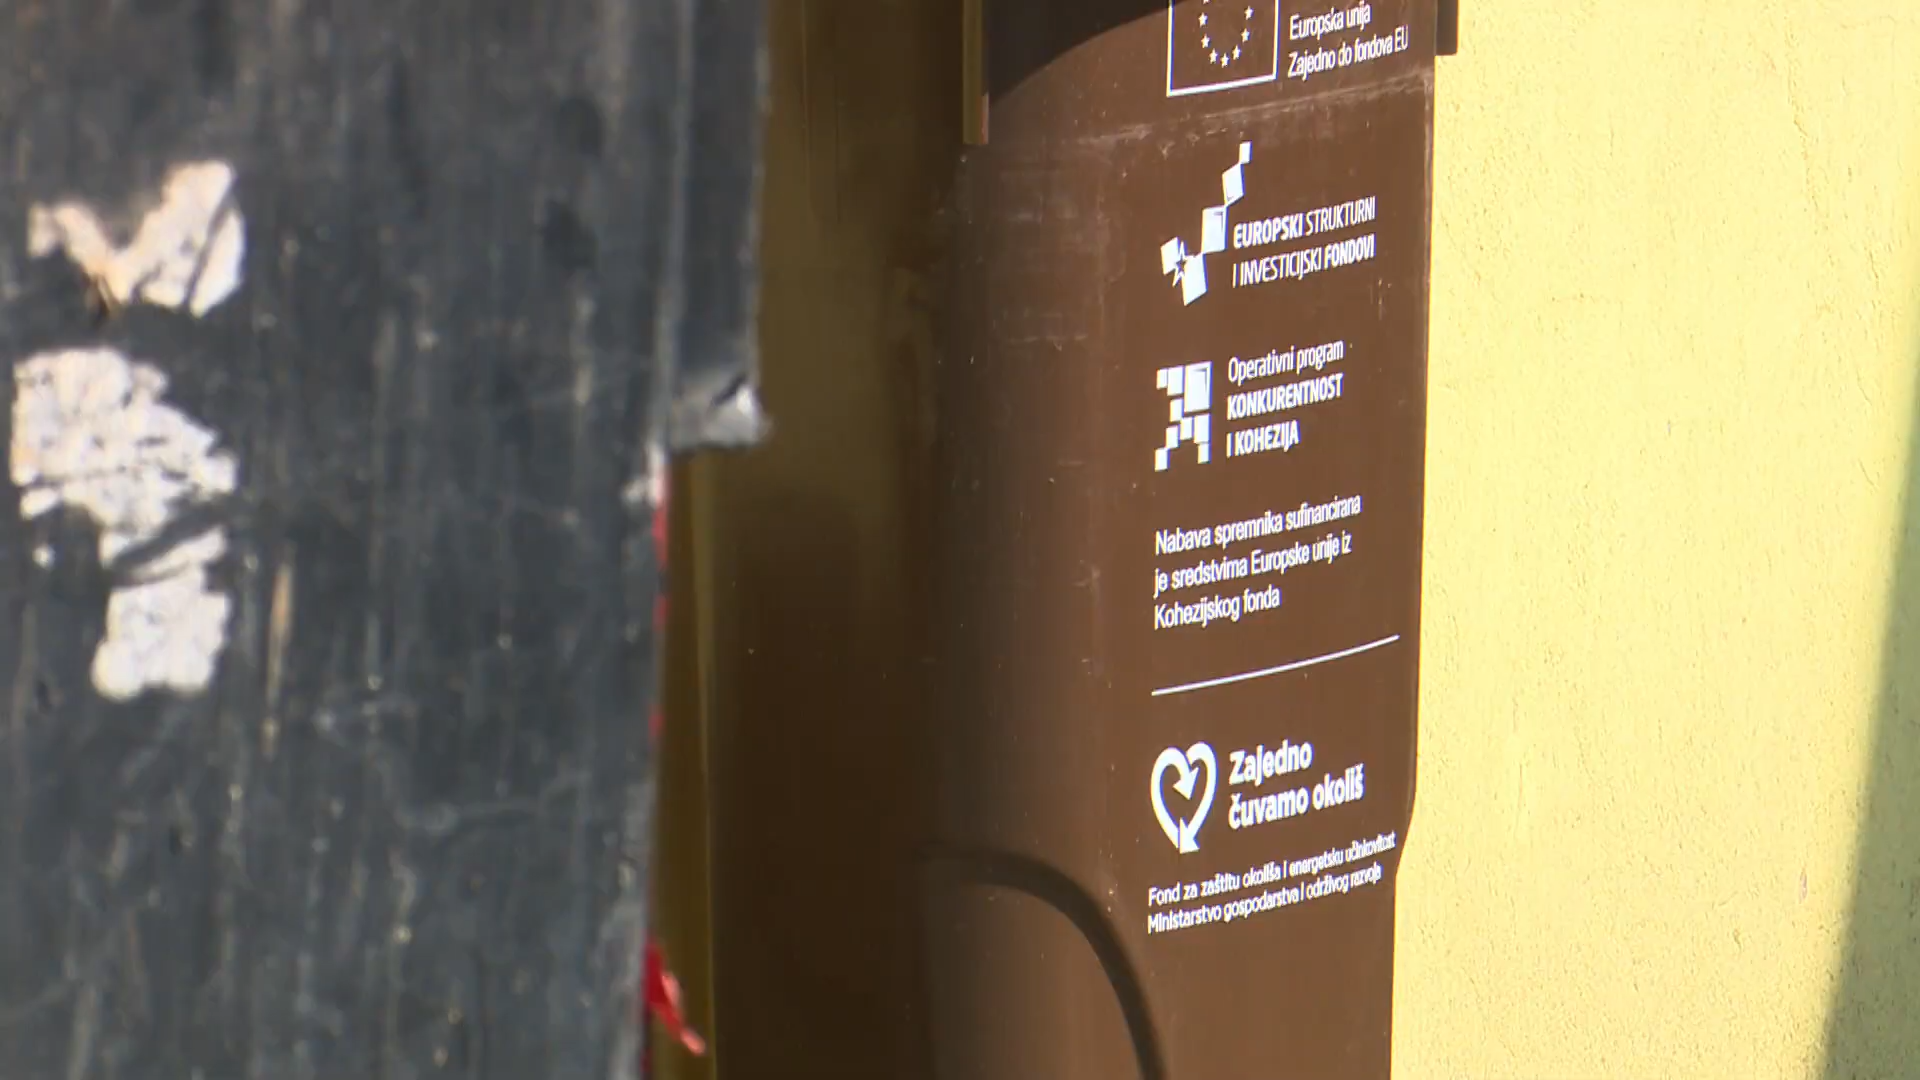 Europska unija
Zajedno do fondova EU
EUROPSKI STRUKTURNI
I INVESTICIJSKI FONDOVI
Operativni program
KONKURENTNOST
I KOHEZIJA
Nabava spremnika sufinancirana
je sredstvima Europske unije iz
Kohezijskog fonda
Zajedno
čuvamo okoliš
Fond za zaštitu okoliša i energetsku učinkovitost
Ministarstvo gospodarstva i održivog razvoja